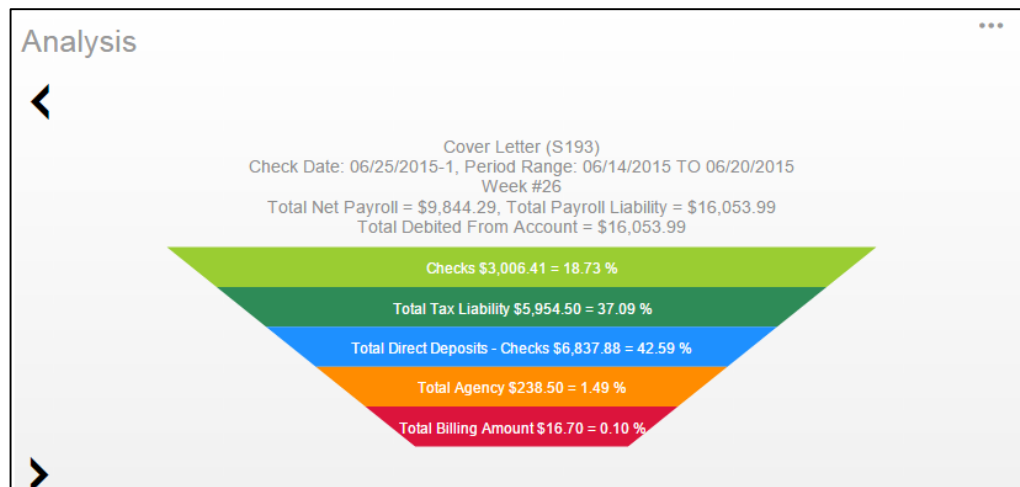 Analysis
Cover Letter (S193)
Check Date: 06/25/2015-1, Period Range: 06/14/2015 TO 06/20/2015
Week #26
Total Net Payroll = $9,844.29, Total Payroll Liability = $16,053.99
Total Debited From Account = $16,053.99
Checks $3,006.41 = 18.73 %
Total Tax Liability $5,954.50 = 37.09 %
Total Direct Deposits - Checks $6,837.88 = 42.59 %
Total Agency $238.50 = 1.49 %
Total Billing Amount $16.70 = 0.10 %